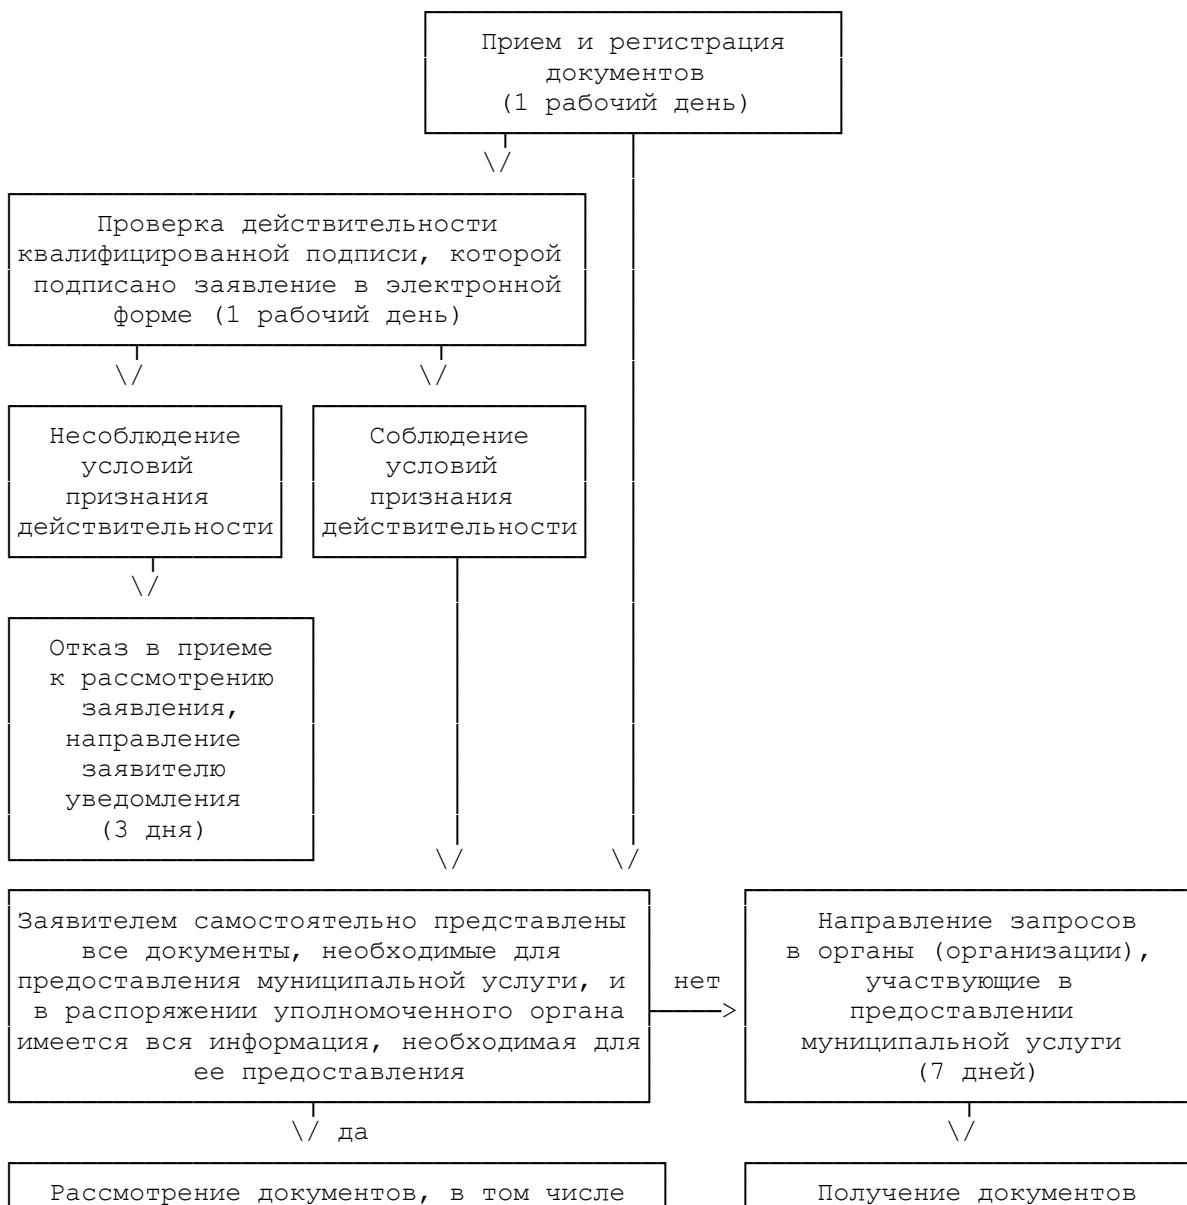 Прием и регистрация
документов
(1 рабочий день)
\/
Проверка действительности
квалифицированной подписи, которой
подписано заявление в электронной
форме (1 рабочий день)
\/ \/
Несоблюдение
условий
признания
действительности
Соблюдение
условий
признания
действительности
\/
Отказ в приеме
к рассмотрению
заявления,
направление
заявителю
уведомления
(3 дня)
\/ \/
Заявителем самостоятельно представлены
все документы, необходимые для
предоставления муниципальной услуги, и
в распоряжении уполномоченного органа
имеется вся информация, необходимая для
ее предоставления
нет
>
Направление запросов
в органы (организации),
участвующие в
предоставлении
муниципальной услуги
(7 дней)
\/ да
\/
Рассмотрение документов, в том числе
Получение документов